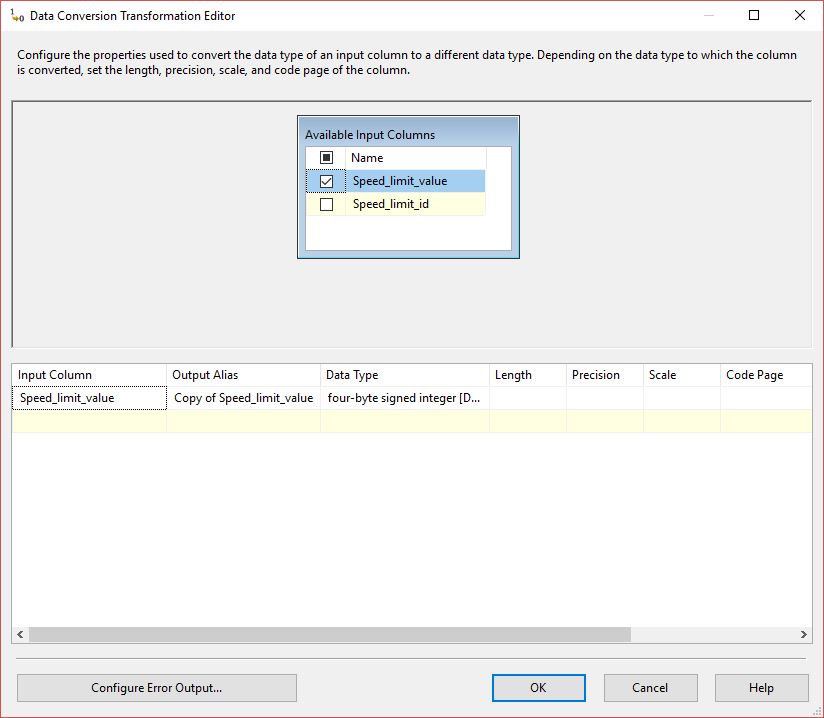 Data Conversion Transformation Editor
Configure the properties used to convert the data type of an input column to a different data type. Depending on the data type to which the column
is converted, set the length, precision, scale, and code page of the column.
Available Input Columns
Name
Speed_limit_value
Speed_limit_id
Input Column Output Alias Data Type Length Precision Scale Code Page
Speed_limit_value Copy of Speed_limit_value four-byte signed integer [D...
Configure Error Output... OK Cancel Help